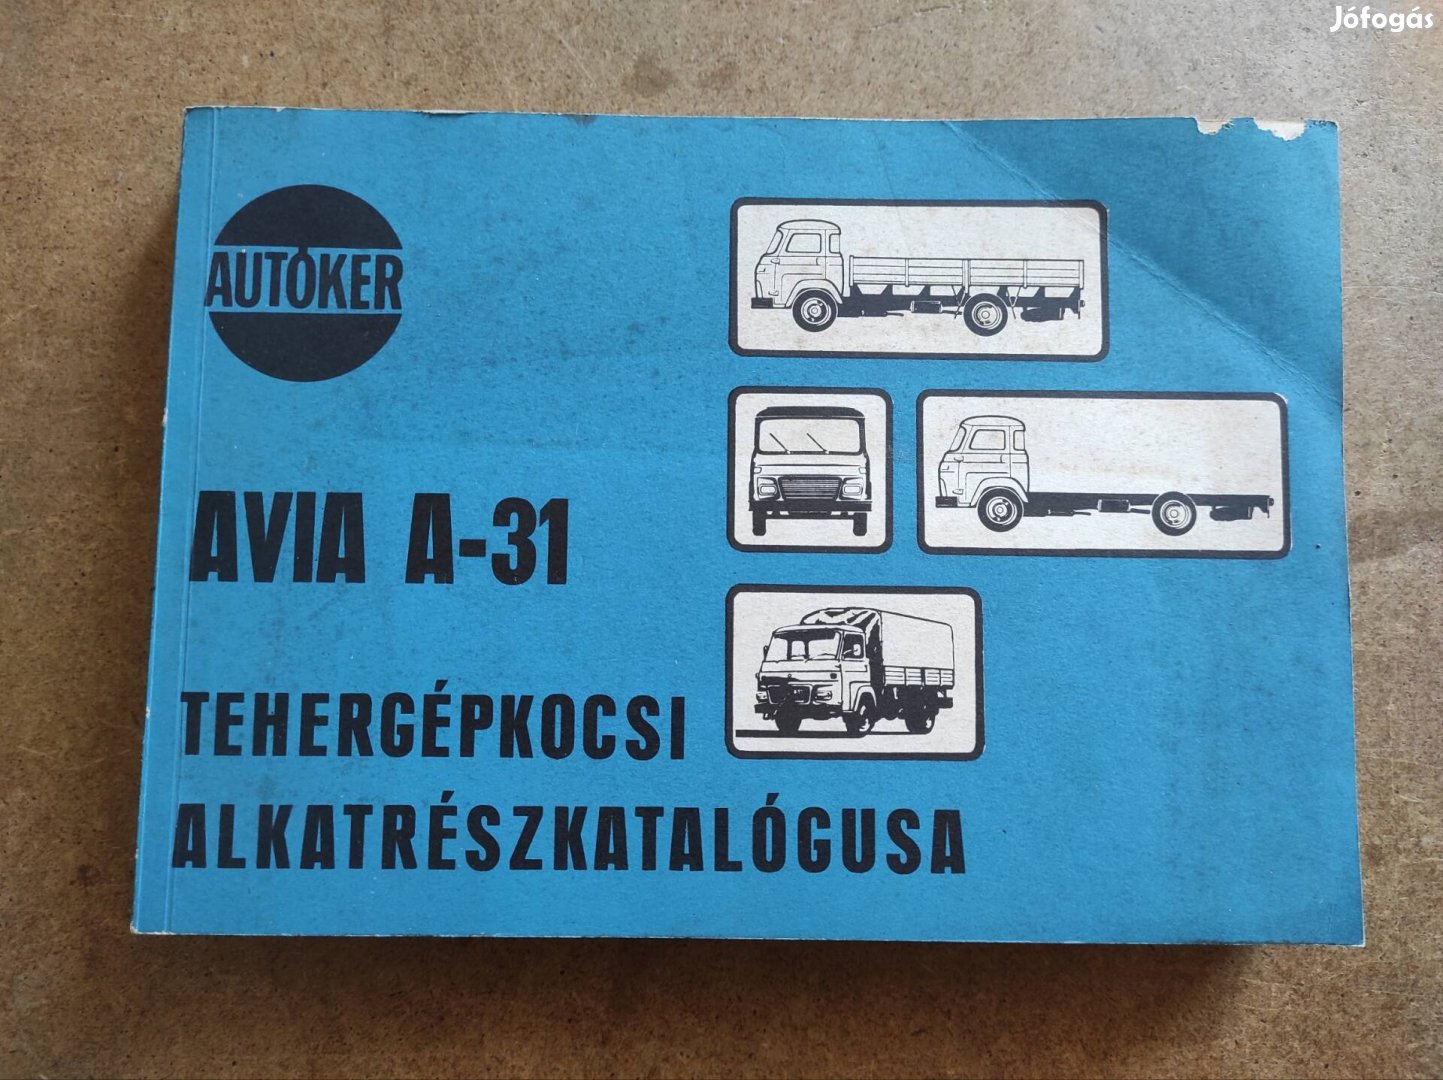 Jófogás
AUTÓKER
AVIA A-31
TEHERGÉPKOCSI
ALKATRÉSZKATALÓGUSA